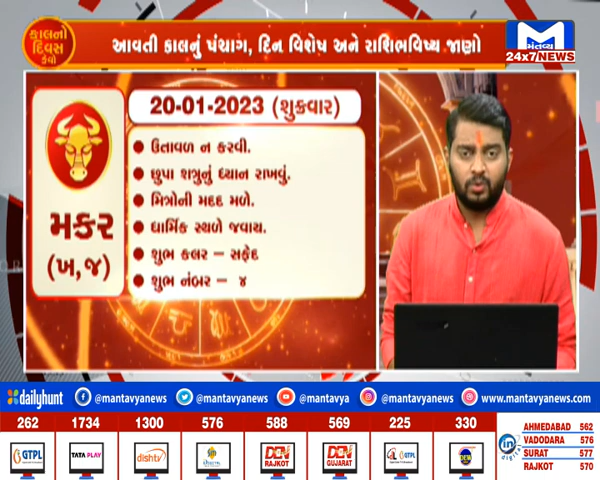 કાલનો
દિવસ
કેવો
આવતી કાલનું પંચાગ, દિન વિશેષ અને રાશિભવિષ્ય જાણો
મંતવ્ય
24x7NEWS
20-01-2023 (શુક્રવાર)
મકર
(ખ,જ)
ઉતાવળ ન કરવી.
છુપા શત્રુનું ધ્યાન રાખવું.
મિત્રોની મદદ મળે.
ધાર્મિક સ્થળે જવાય.
શુભ કલર – સફેદ
શુભ નંબર – ૪
dailyhunt @mantavyanews @mantavyanews @mantavya @mantavyanews www.mantavyanews.com
262 1734 1300 576 588 569 225 330
GTPL TATA PLAY dishtv DEN RAJKOT DEN GUJARAT GTPL DEW
in digital
AHMEDABAD 562
VADODARA 576
SURAT 577
RAJKOT 570